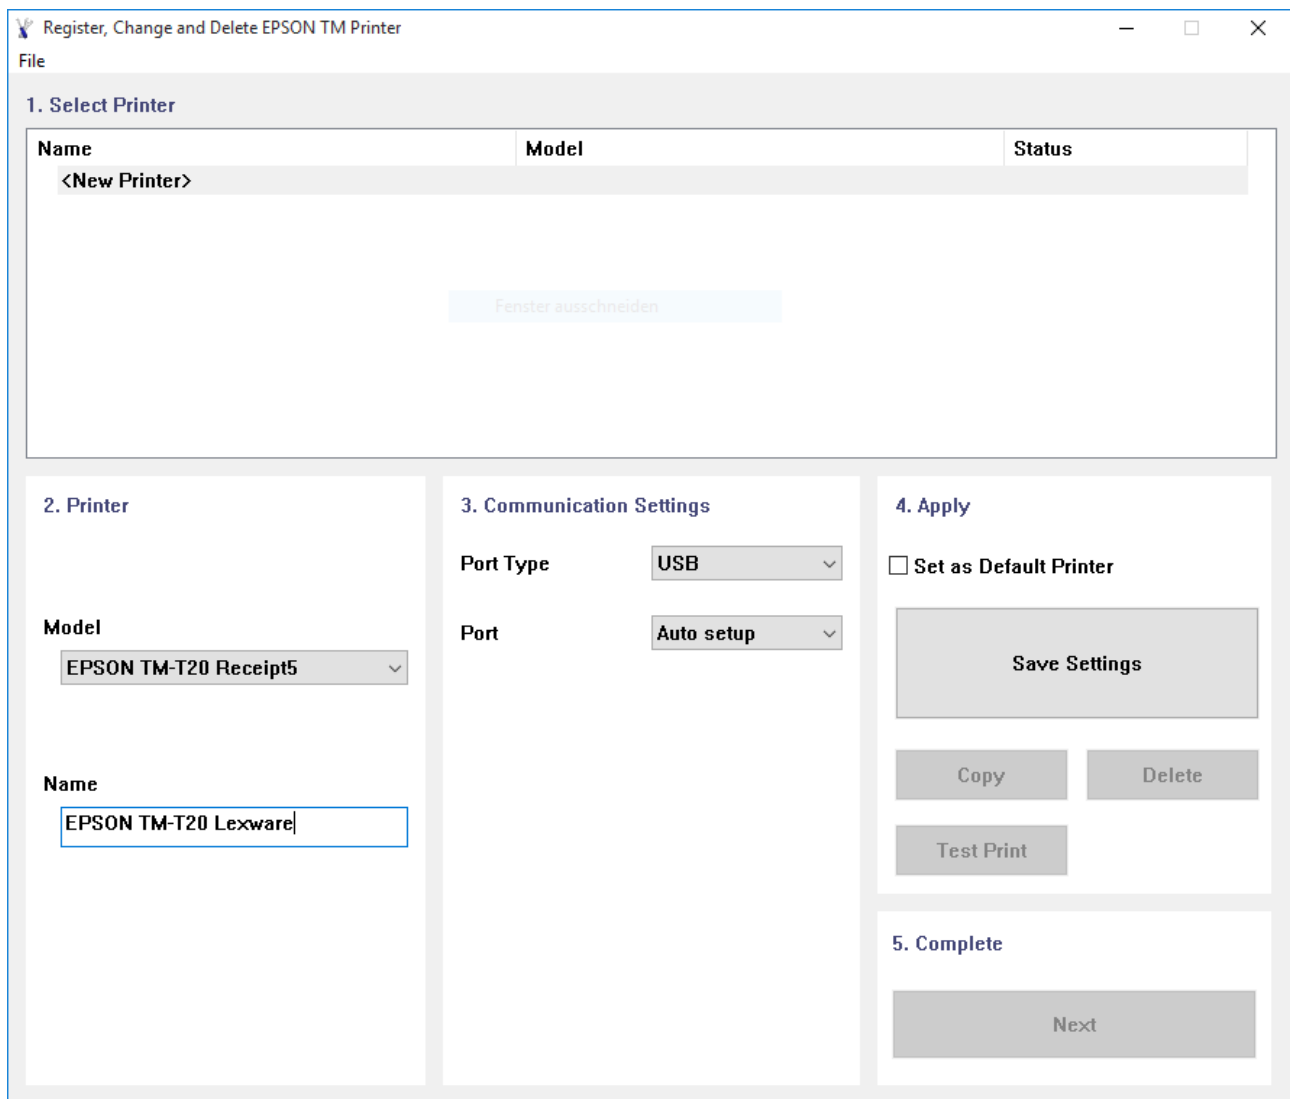 Register, Change and Delete EPSON TM Printer
File
1. Select Printer
Name Model Status
<New Printer>
Fenster ausschneiden
2. Printer
Model
EPSON TM-T20 Receipt5
Name
EPSON TM-T20 Lexware
3. Communication Settings
Port Type USB
Port Auto setup
4. Apply
Set as Default Printer
Save Settings
Copy Delete
Test Print
5. Complete
Next